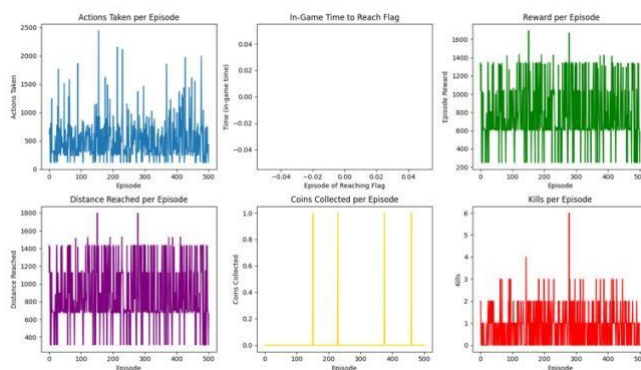 Actions Taken per Episode
Actions Taken
2500
2000
1500
1000
500
0
0 100 200 300 400 500
Episode
In-Game Time to Reach Flag
Time (in-game time)
0.04
0.02
0.00
−0.02
−0.04
−0.04 −0.02 0.00 0.02 0.04
Episode of Reaching Flag
Reward per Episode
Episode Reward
1600
1400
1200
1000
800
600
400
200
0 100 200 300 400 500
Episode
Distance Reached per Episode
Distance Reached
1800
1600
1400
1200
1000
800
600
400
0 100 200 300 400 500
Episode
Coins Collected per Episode
Coins Collected
1.0
0.8
0.6
0.4
0.2
0.0
0 100 200 300 400 500
Episode
Kills per Episode
Kills
6
5
4
3
2
1
0
0 100 200 300 400 500
Episode